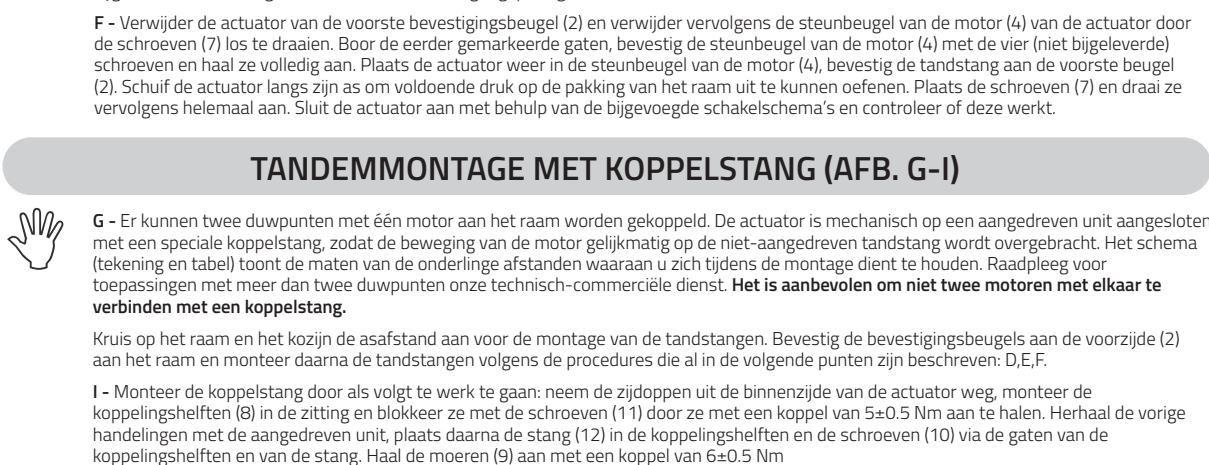 F - Verwijder de actuator van de voorste bevestigingsbeugel (2) en verwijder vervolgens de steunbeugel van de motor (4) van de actuator door
de schroeven (7) los te draaien. Boor de eerder gemarkeerde gaten, bevestig de steunbeugel van de motor (4) met de vier (niet bijgeleverde)
schroeven en haal ze volledig aan. Plaats de actuator weer in de steunbeugel van de motor (4), bevestig de tandstang aan de voorste beugel
(2). Schuif de actuator langs zijn as om voldoende druk op de pakking van het raam uit te kunnen oefenen. Plaats de schroeven (7) en draai ze
vervolgens helemaal aan. Sluit de actuator aan met behulp van de bijgevoegde schakelschema's en controleer of deze werkt.
TANDEMMONTAGE MET KOPPELSTANG (AFB. G-I)
G - Er kunnen twee duwpunten met één motor aan het raam worden gekoppeld. De actuator is mechanisch op een aangedreven unit aangesloten
met een speciale koppelstang, zodat de beweging van de motor gelijkmatig op de niet-aangedreven tandstang wordt overgebracht. Het schema
(tekening en tabel) toont de maten van de onderlinge afstanden waaraan u zich tijdens de montage dient te houden. Raadpleeg voor
toepassingen met meer dan twee duwpunten onze technisch-commerciële dienst. Het is aanbevolen om niet twee motoren met elkaar te
verbinden met een koppelstang.
Kruis op het raam en het kozijn de asafstand aan voor de montage van de tandstangen. Bevestig de bevestigingsbeugels aan de voorzijde (2)
aan het raam en monteer daarna de tandstangen volgens de procedures die al in de volgende punten zijn beschreven: D,E,F.
I - Monteer de koppelstang door als volgt te werk te gaan: neem de zijdoppen uit de binnenzijde van de actuator weg, monteer de
koppelingshelften (8) in de zitting en blokkeer ze met de schroeven (11) door ze met een koppel van 5±0.5 Nm aan te halen. Herhaal de vorige
handelingen met de aangedreven unit, plaats daarna de stang (12) in de koppelingshelften en de schroeven (10) via de gaten van de
koppelingshelften en van de stang. Haal de moeren (9) aan met een koppel van 6±0.5 Nm